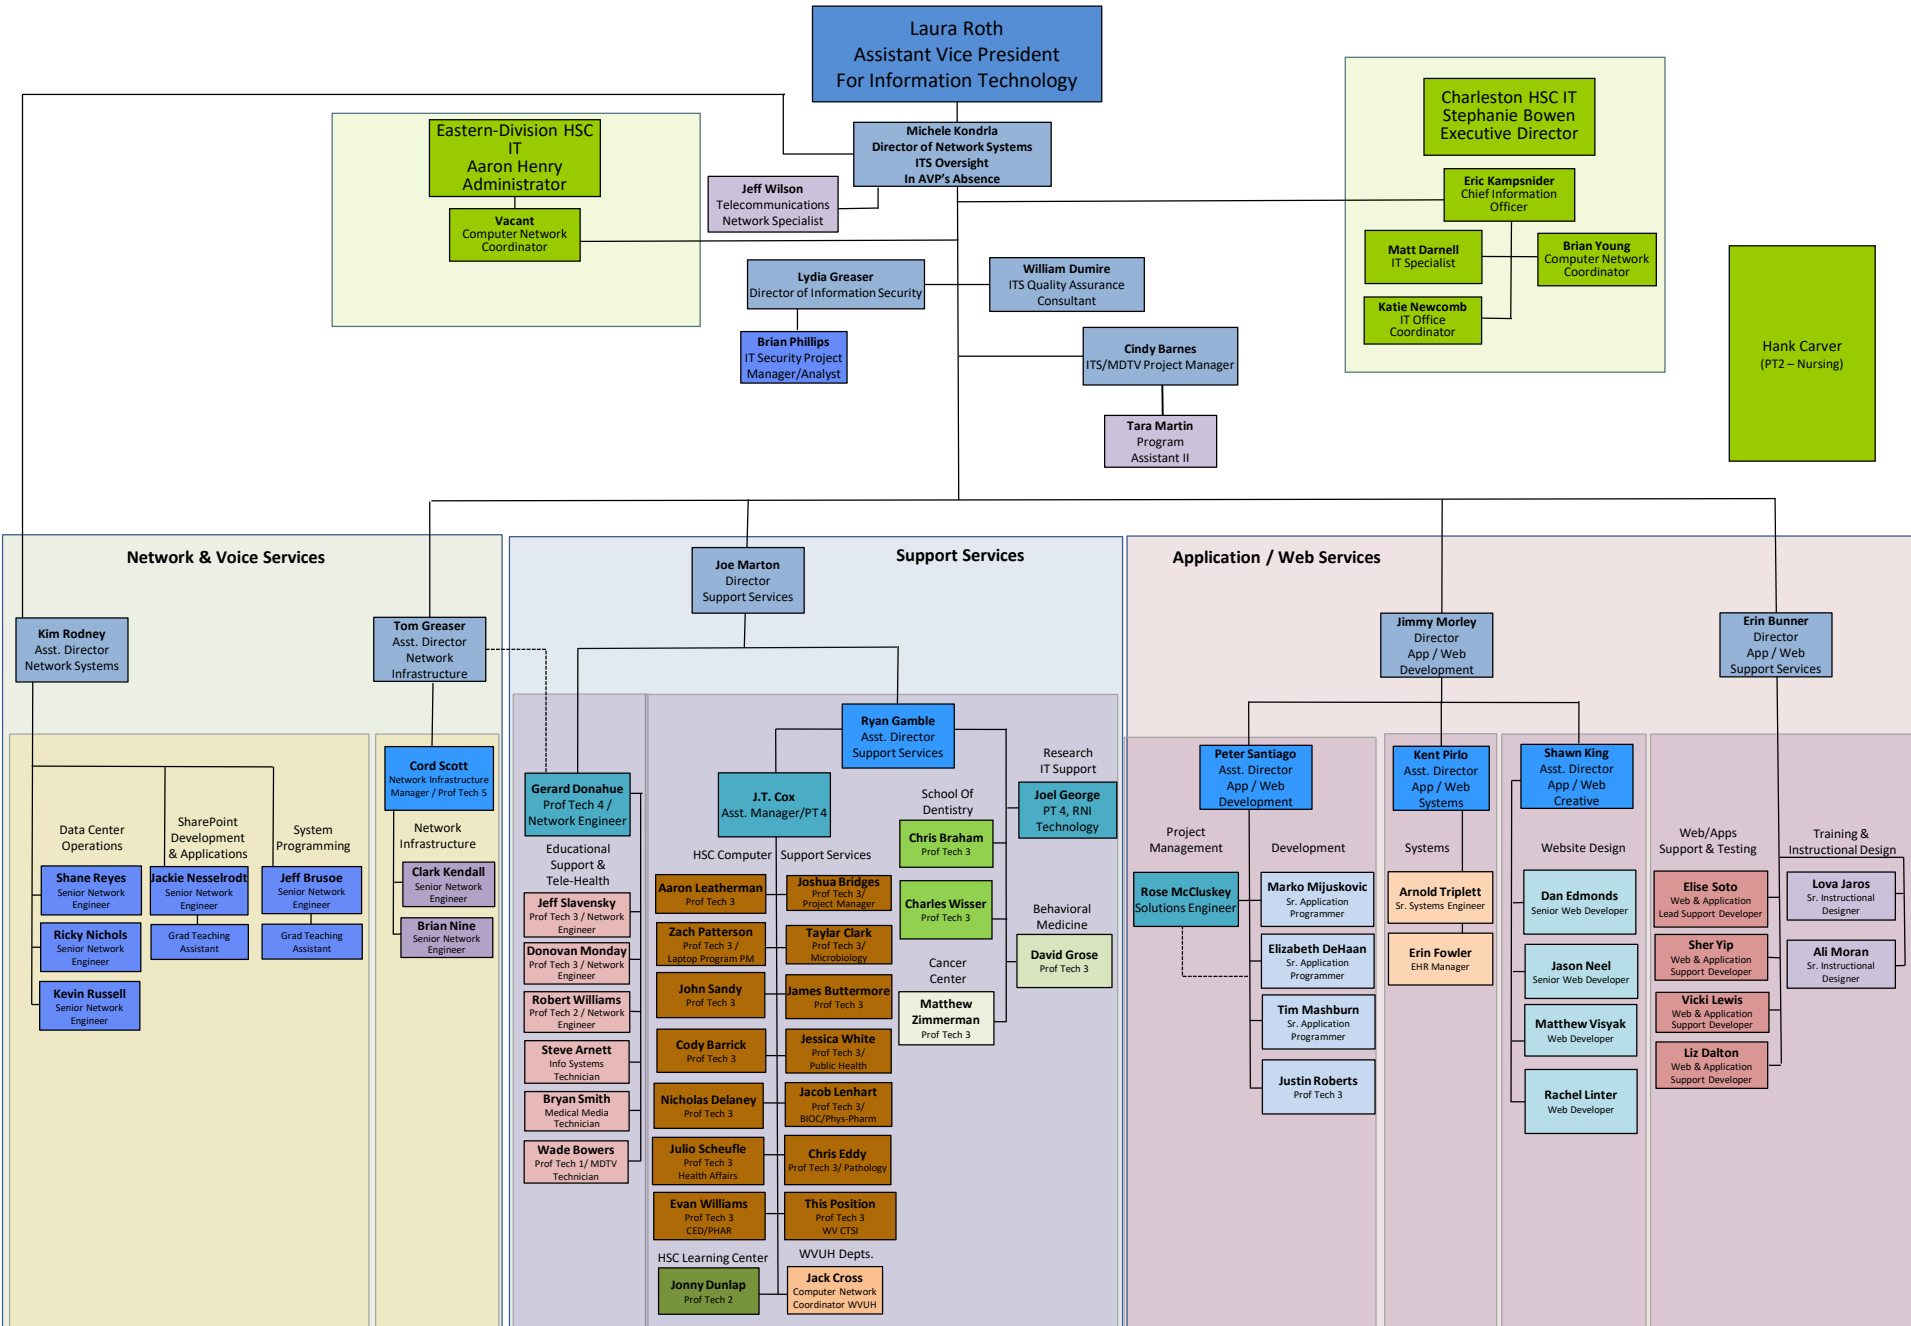 Laura Roth
Assistant Vice President
For Information Technology
Michele Kondrla
Director of Network Systems
ITS Oversight
In AVP's Absence
Eastern-Division HSC
IT
Aaron Henry
Administrator
Vacant
Computer Network
Coordinator
Jeff Wilson
Telecommunications
Network Specialist
Charleston HSC IT
Stephanie Bowen
Executive Director
Eric Kampsnider
Chief Information
Officer
Matt Darnell
IT Specialist
Brian Young
Computer Network
Coordinator
Katie Newcomb
IT Office
Coordinator
Hank Carver
(PT2 – Nursing)
Lydia Greaser
Director of Information Security
William Dumire
ITS Quality Assurance
Consultant
Brian Phillips
IT Security Project
Manager/Analyst
Cindy Barnes
ITS/MDTV Project Manager
Tara Martin
Program
Assistant II
Network & Voice Services
Kim Rodney
Asst. Director
Network Systems
Tom Greaser
Asst. Director
Network
Infrastructure
Cord Scott
Network Infrastructure
Manager / Prof Tech 5
Data Center
Operations
SharePoint
Development
& Applications
System
Programming
Network
Infrastructure
Shane Reyes
Senior Network
Engineer
Jackie Nesselrodt
Senior Network
Engineer
Jeff Brusoe
Senior Network
Engineer
Clark Kendall
Senior Network
Engineer
Ricky Nichols
Senior Network
Engineer
Grad Teaching
Assistant
Grad Teaching
Assistant
Brian Nine
Senior Network
Engineer
Kevin Russell
Senior Network
Engineer
Support Services
Joe Marton
Director
Support Services
Ryan Gamble
Asst. Director
Support Services
Gerard Donahue
Prof Tech 4 /
Network Engineer
Educational
Support &
Tele-Health
Jeff Slavensky
Prof Tech 3 / Network
Engineer
Donovan Monday
Prof Tech 3 / Network
Engineer
Robert Williams
Prof Tech 2 / Network
Engineer
Steve Arnett
Info Systems
Technician
Bryan Smith
Medical Media
Technician
Wade Bowers
Prof Tech 1/ MDTV
Technician
J.T. Cox
Asst. Manager/PT 4
HSC Computer Support Services
Aaron Leatherman
Prof Tech 3
Joshua Bridges
Prof Tech 3/
Project Manager
Zach Patterson
Prof Tech 3 /
Laptop Program PM
Taylar Clark
Prof Tech 3/
Microbiology
John Sandy
Prof Tech 3
James Buttermore
Prof Tech 3
Cody Barrick
Prof Tech 3
Jessica White
Prof Tech 3/
Public Health
Nicholas Delaney
Prof Tech 3
Jacob Lenhart
Prof Tech 3/
BIOC/Phys-Pharm
Julio Scheufle
Prof Tech 3
Health Affairs
Chris Eddy
Prof Tech 3/ Pathology
Evan Williams
Prof Tech 3
CED/PHAR
This Position
Prof Tech 3
WV CTSI
HSC Learning Center
Jonny Dunlap
Prof Tech 2
WVUH Depts.
Jack Cross
Computer Network
Coordinator WVUH
School Of
Dentistry
Chris Braham
Prof Tech 3
Charles Wisser
Prof Tech 3
Cancer
Center
Matthew
Zimmerman
Prof Tech 3
Research
IT Support
Joel George
PT 4, RNI
Technology
Behavioral
Medicine
David Grose
Prof Tech 3
Application / Web Services
Jimmy Morley
Director
App / Web
Development
Erin Bunner
Director
App / Web
Support Services
Peter Santiago
Asst. Director
App / Web
Development
Kent Pirlo
Asst. Director
App / Web
Systems
Shawn King
Asst. Director
App / Web
Creative
Project
Management
Rose McCluskey
Solutions Engineer
Development
Marko Mijuskovic
Sr. Application
Programmer
Elizabeth DeHaan
Sr. Application
Programmer
Tim Mashburn
Sr. Application
Programmer
Justin Roberts
Prof Tech 3
Systems
Arnold Triplett
Sr. Systems Engineer
Erin Fowler
EHR Manager
Website Design
Dan Edmonds
Senior Web Developer
Jason Neel
Senior Web Developer
Matthew Visyak
Web Developer
Rachel Linter
Web Developer
Web/Apps
Support & Testing
Elise Soto
Web & Application
Lead Support Developer
Sher Yip
Web & Application
Support Developer
Vicki Lewis
Web & Application
Support Developer
Liz Dalton
Web & Application
Support Developer
Training &
Instructional Design
Lova Jaros
Sr. Instructional
Designer
Ali Moran
Sr. Instructional
Designer